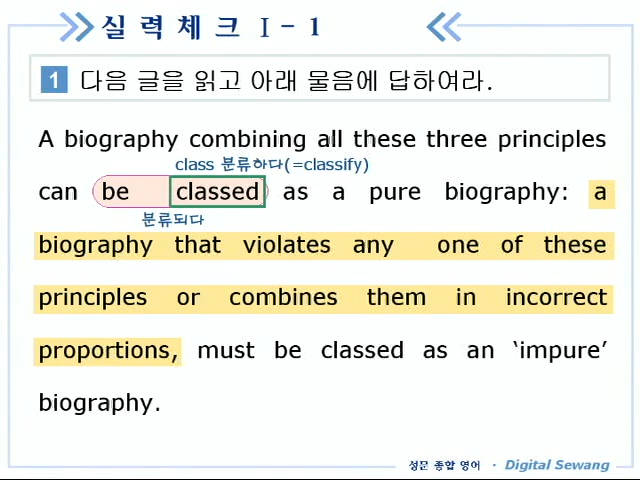 실력체크 I - 1
1 다음 글을 읽고 아래 물음에 답하여라.
A biography combining all these three principles
class 분류하다(=classify)
can be classed as a pure biography: a
분류되다
biography that violates any one of these
principles or combines them in incorrect
proportions, must be classed as an ‘impure’
biography.
성문 종합 영어 · Digital Sewang